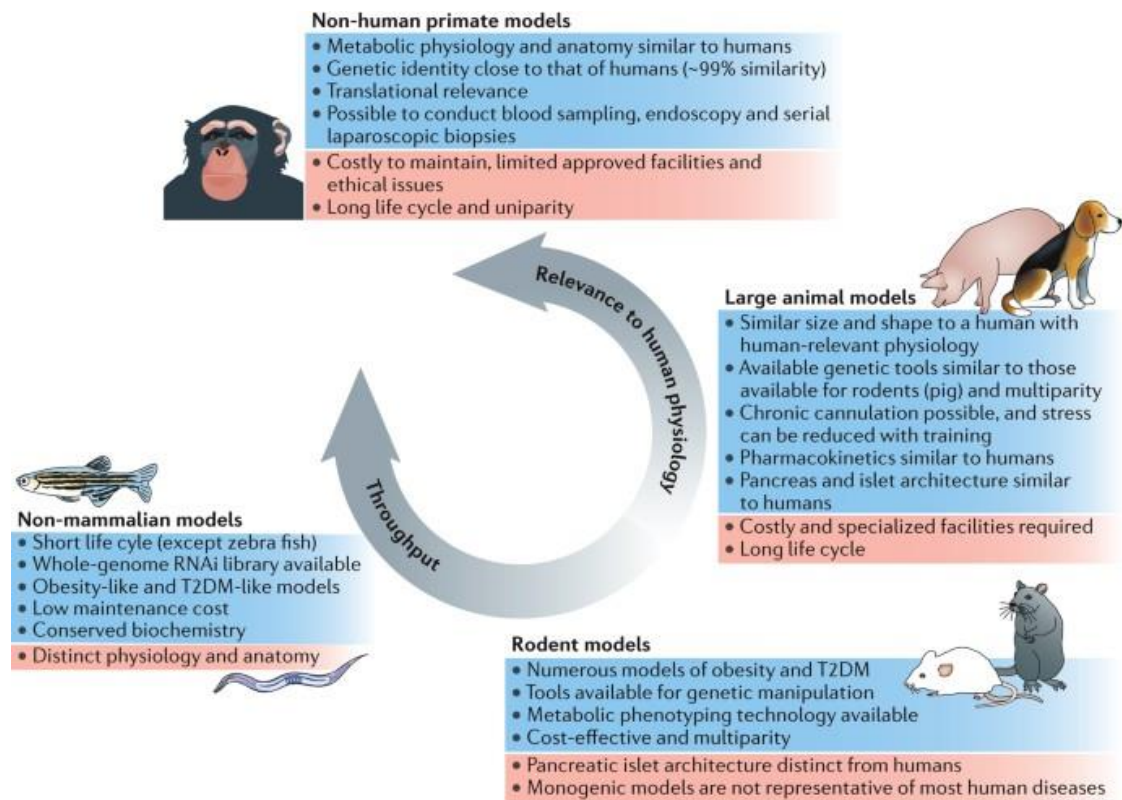 Non-human primate models
• Metabolic physiology and anatomy similar to humans
• Genetic identity close to that of humans (~99% similarity)
• Translational relevance
• Possible to conduct blood sampling, endoscopy and serial
laparoscopic biopsies
• Costly to maintain, limited approved facilities and
ethical issues
• Long life cycle and uniparity
Relevance to human physiology
Throughput
Large animal models
• Similar size and shape to a human with
human-relevant physiology
• Available genetic tools similar to those
available for rodents (pig) and multiparity
• Chronic cannulation possible, and stress
can be reduced with training
• Pharmacokinetics similar to humans
• Pancreas and islet architecture similar
to humans
• Costly and specialized facilities required
• Long life cycle
Non-mammalian models
• Short life cyle (except zebra fish)
• Whole-genome RNAi library available
• Obesity-like and T2DM-like models
• Low maintenance cost
• Conserved biochemistry
• Distinct physiology and anatomy
Rodent models
• Numerous models of obesity and T2DM
• Tools available for genetic manipulation
• Metabolic phenotyping technology available
• Cost-effective and multiparity
• Pancreatic islet architecture distinct from humans
• Monogenic models are not representative of most human diseases